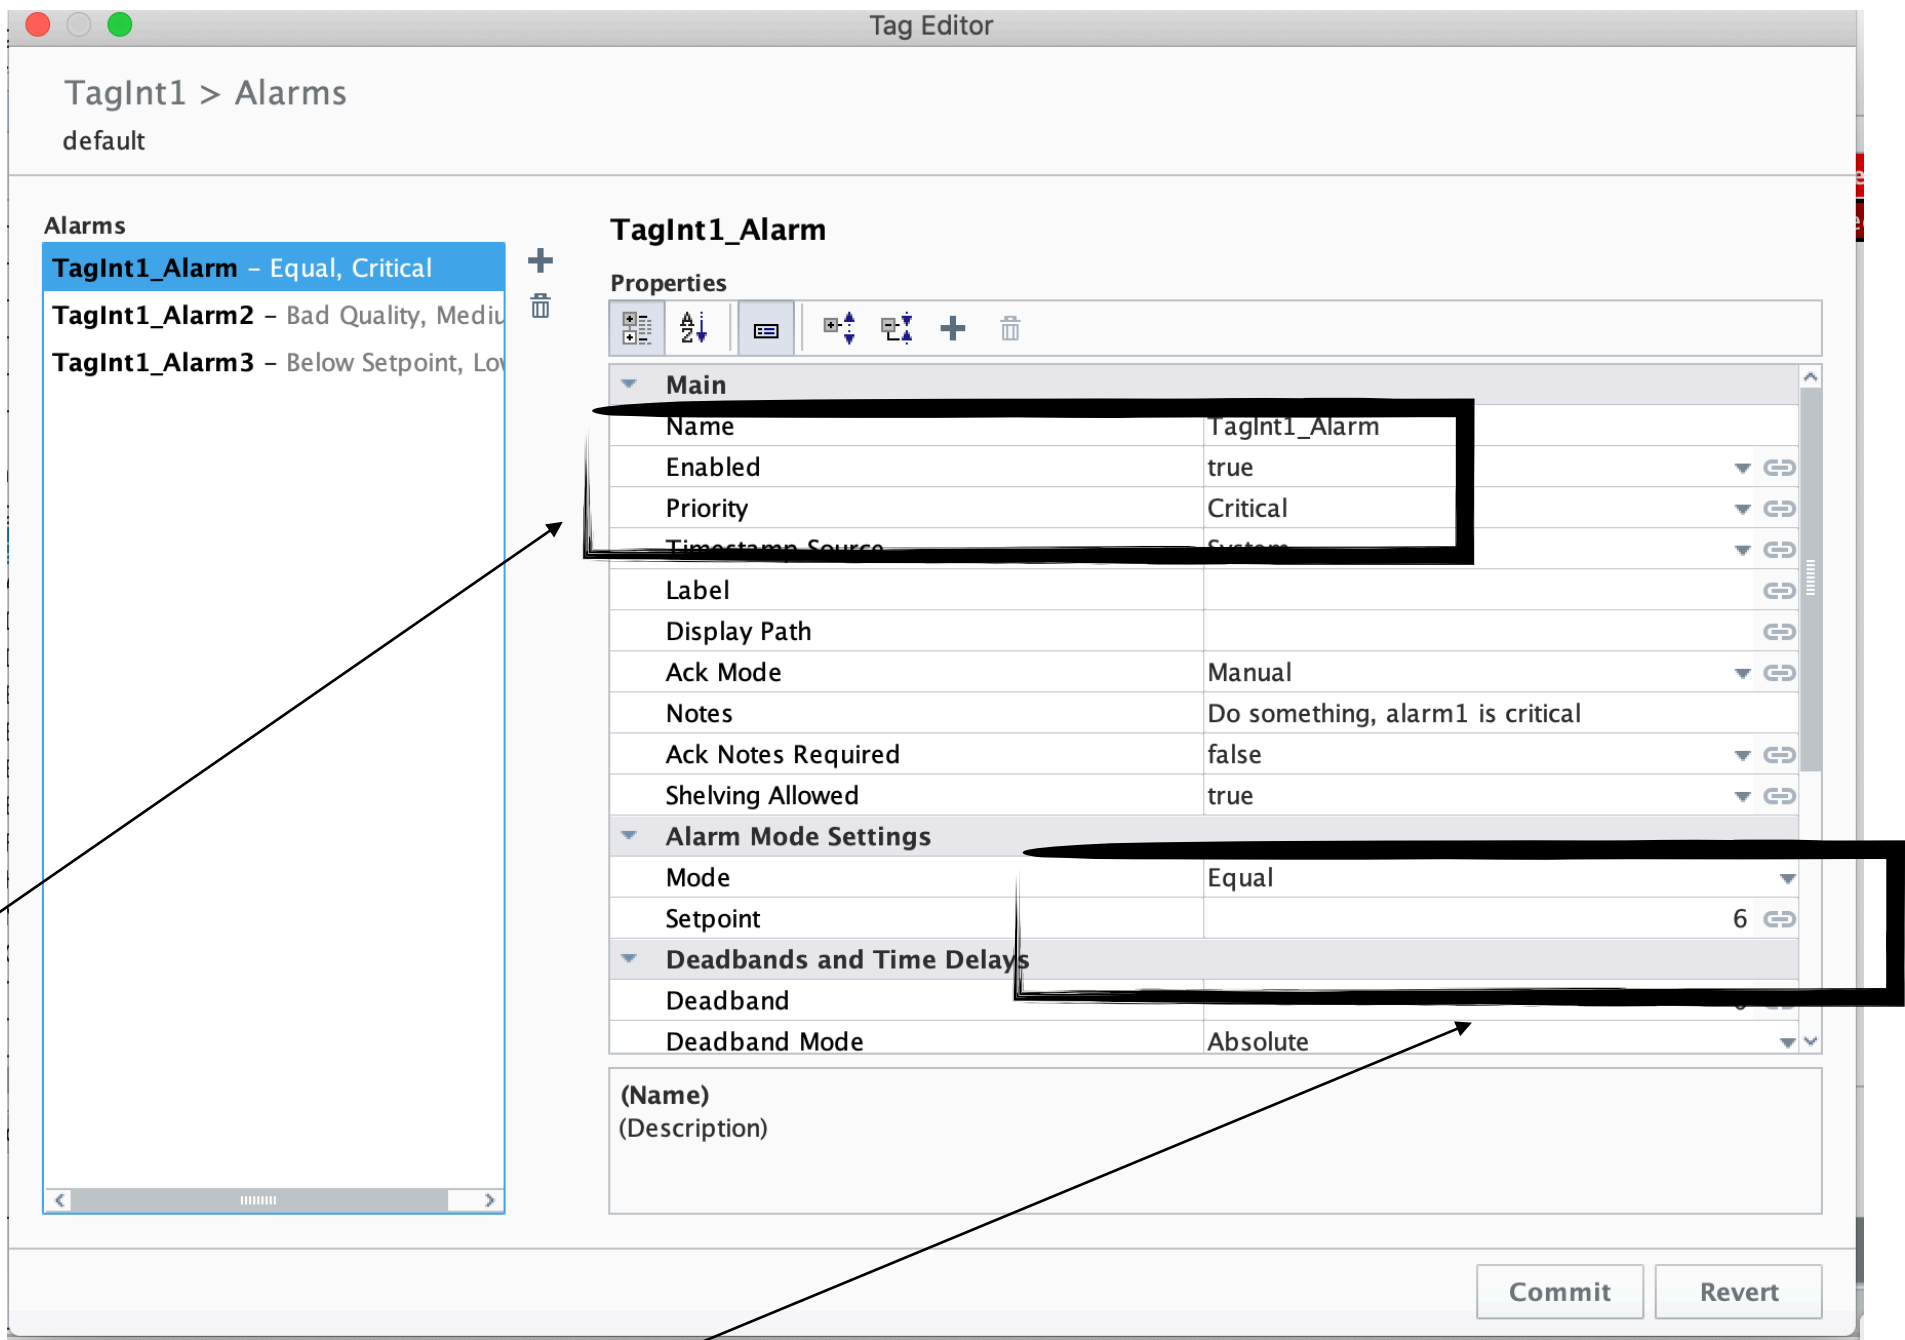 Tag Editor
TagInt1 > Alarms
default
Alarms
TagInt1_Alarm – Equal, Critical
TagInt1_Alarm2 – Bad Quality, Mediu
TagInt1_Alarm3 – Below Setpoint, Lo
TagInt1_Alarm
Properties
Main
Name TagInt1_Alarm
Enabled true
Priority Critical
Timestamp Source System
Label
Display Path
Ack Mode Manual
Notes Do something, alarm1 is critical
Ack Notes Required false
Shelving Allowed true
Alarm Mode Settings
Mode Equal
Setpoint 6
Deadbands and Time Delays
Deadband
Deadband Mode Absolute
(Name)
(Description)
Commit Revert